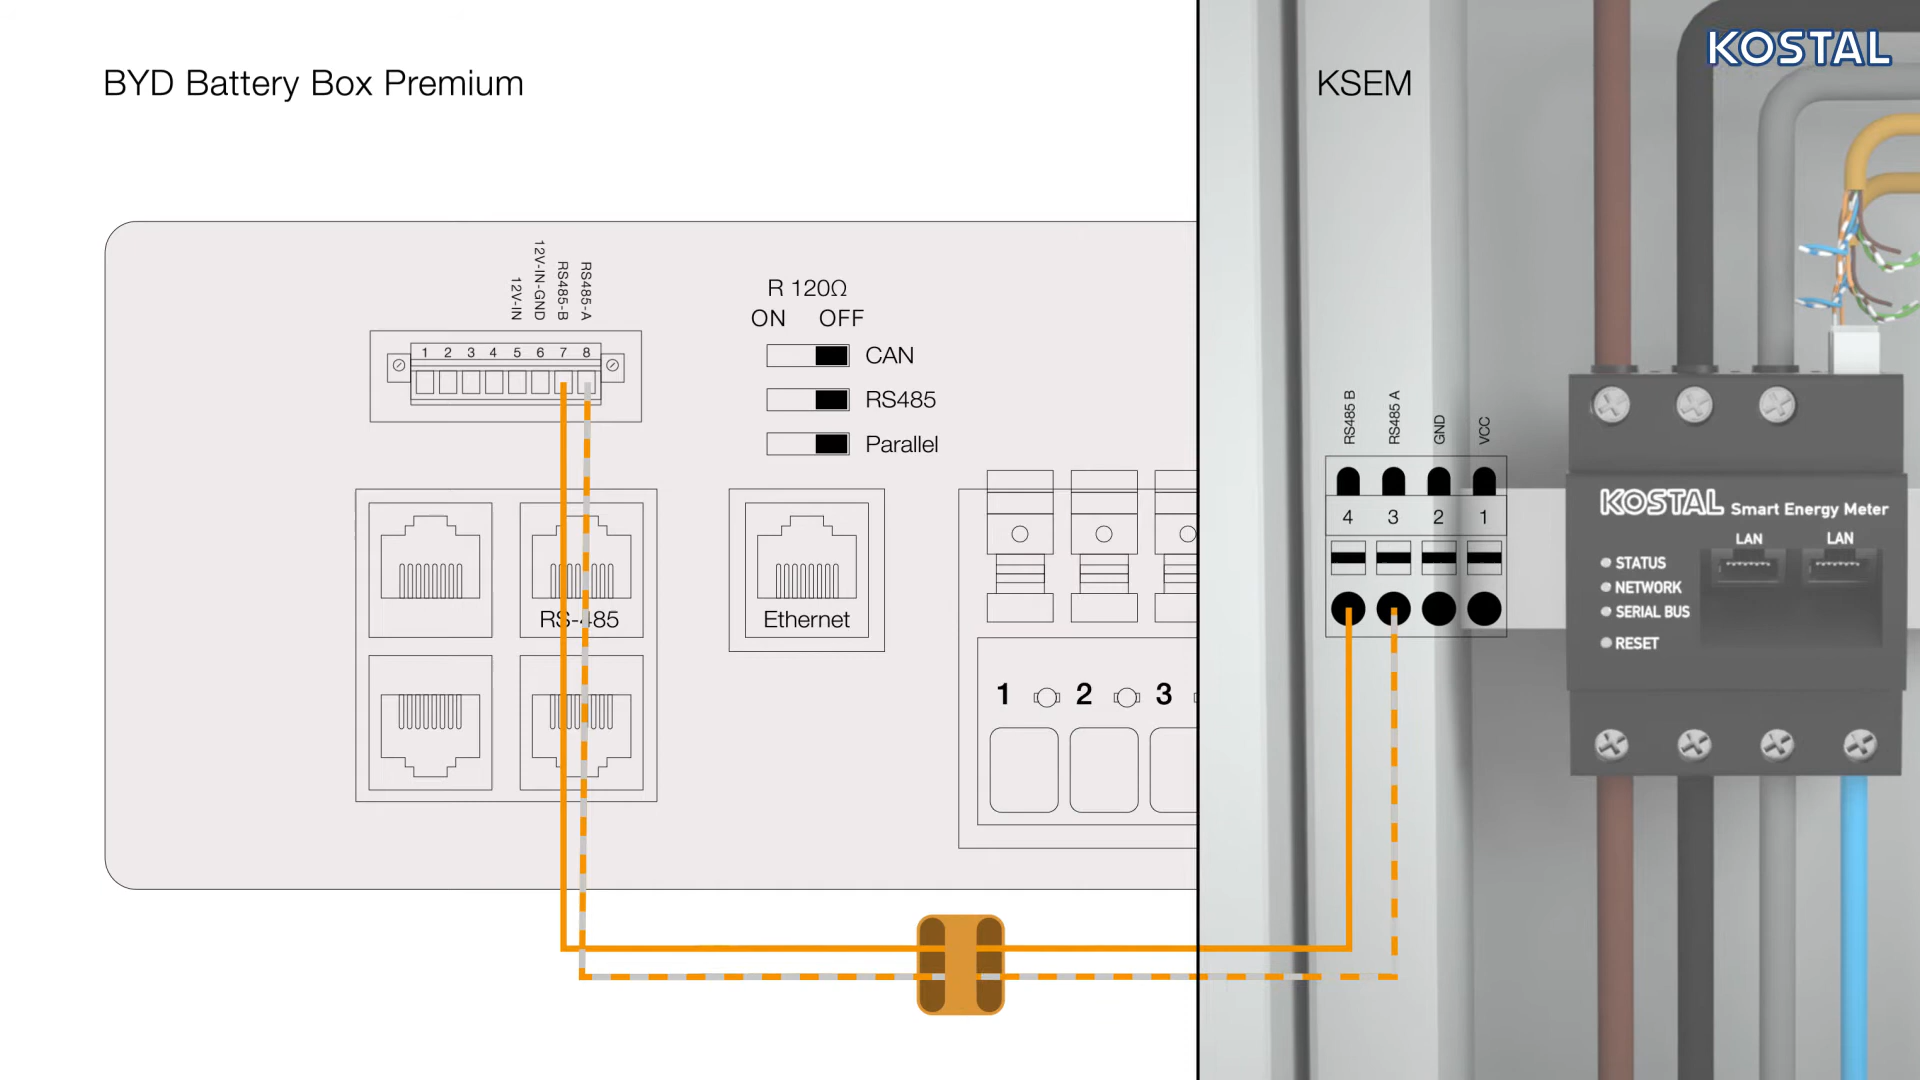 KOSTAL
BYD Battery Box Premium
KSEM
12V-IN
12V-IN-GND
RS485-B
RS485-A
R 120Ω
ON OFF
1 2 3 4 5 6 7 8
CAN
RS485
Parallel
RS485 B
RS485 A
GND
VCC
4 3 2 1
KOSTAL Smart Energy Meter
LAN LAN
STATUS
NETWORK
SERIAL BUS
RESET
RS-485
Ethernet
1 2 3